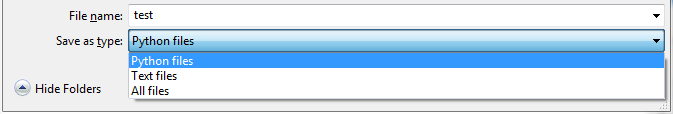 File name: test
Save as type: Python files
Python files
Text files
All files
Hide Folders